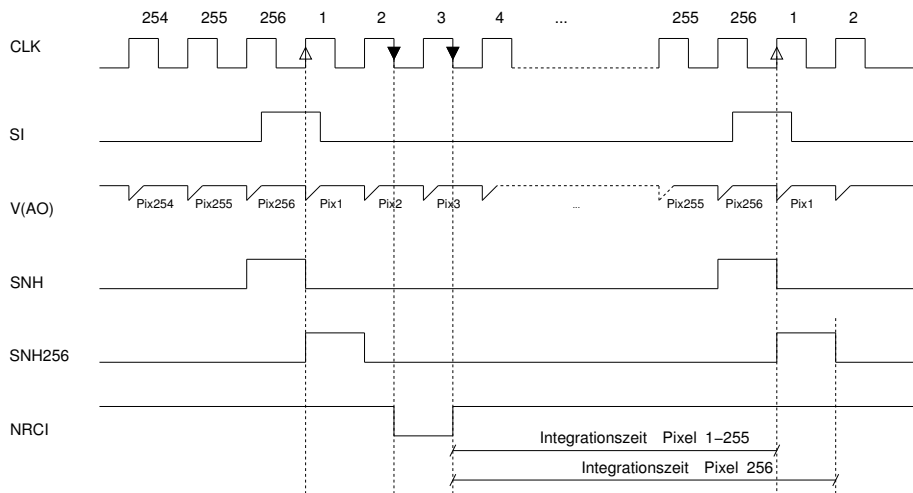 254 255 256 1 2 3 4 ... 255 256 1 2
CLK
SI
V(AO)
Pix254 Pix255 Pix256 Pix1 Pix2 Pix3 ... Pix255 Pix256 Pix1
SNH
SNH256
NRCI
Integrationszeit Pixel 1−255
Integrationszeit Pixel 256